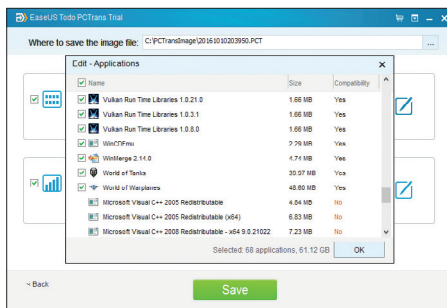 EaseUS Todo PCTrans Trial
Where to save the image file: C:\PCTransImage\20161010203950.PCT ...
Edit - Applications
Name Size Compatibility
Vulkan Run Time Libraries 1.0.21.0 1.66 MB Yes
Vulkan Run Time Libraries 1.0.3.1 1.66 MB Yes
Vulkan Run Time Libraries 1.0.8.0 1.66 MB Yes
WinCDEmu 2.29 MB Yes
WinMerge 2.14.0 4.74 MB Yes
World of Tanks 30.97 MB Yes
World of Warplanes 48.60 MB Yes
Microsoft Visual C++ 2005 Redistributable 4.84 MB No
Microsoft Visual C++ 2005 Redistributable (x64) 6.83 MB No
Microsoft Visual C++ 2008 Redistributable - x64 9.0.21022 7.23 MB No
Selected: 68 applications, 61.12 GB OK
Back
Save